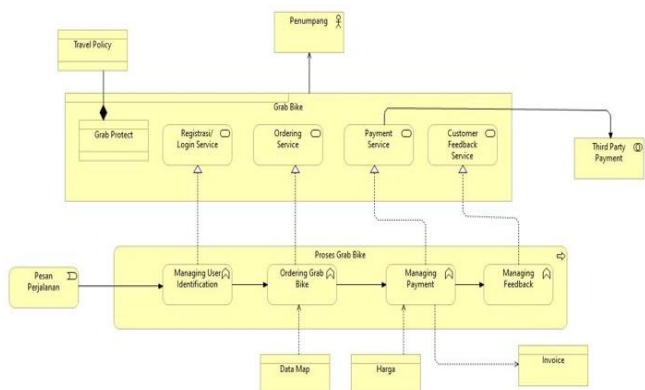 Penumpang
Travel Policy
Grab Bike
Grab Protect
Registrasi/
Login Service
Ordering
Service
Payment
Service
Customer
Feedback
Service
Third Party
Payment
Proses Grab Bike
Pesan
Perjalanan
Managing User
Identification
Ordering Grab
Bike
Managing
Payment
Managing
Feedback
Data Map
Harga
Invoice